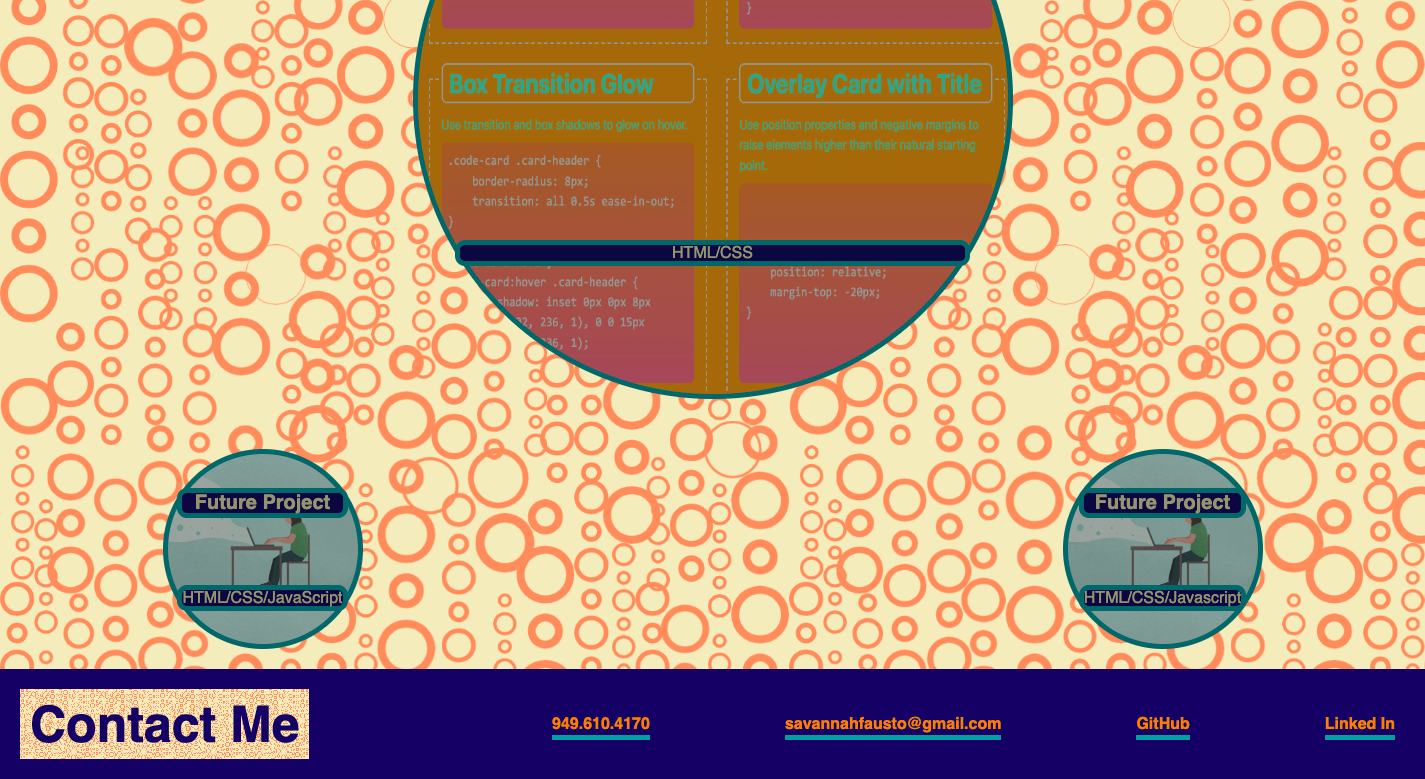 }
Box Transition Glow
Use transition and box shadows to glow on hover.
.code-card .card-header {
border-radius: 8px;
transition: all 0.5s ease-in-out;
}
Overlay Card with Title
Use position properties and negative margins to
raise elements higher than their natural starting
point.
HTML/CSS
card:hover .card-header {
shadow: inset 0px 0px 8px
236, 1), 0 0 15px
236, 1);
position: relative;
margin-top: -20px;
}
Future Project
HTML/CSS/JavaScript
Future Project
HTML/CSS/Javascript
Contact Me
949.610.4170
savannahfausto@gmail.com
GitHub
Linked In